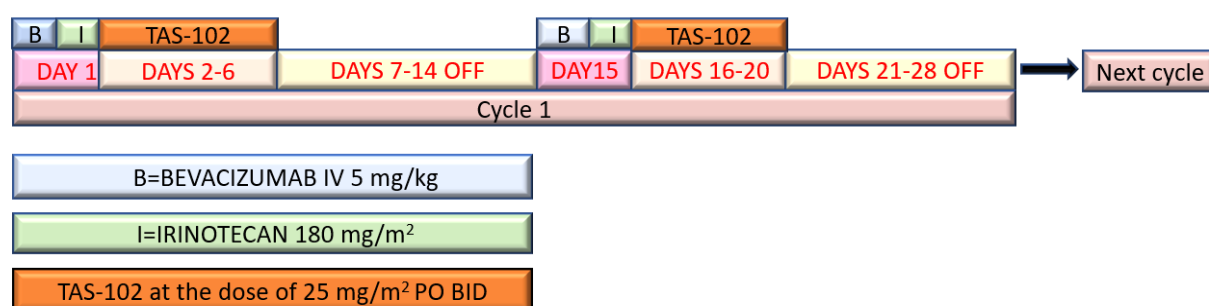 B I TAS-102 B I TAS-102
DAY 1 DAYS 2-6 DAYS 7-14 OFF DAY15 DAYS 16-20 DAYS 21-28 OFF Next cycle
Cycle 1
B=BEVACIZUMAB IV 5 mg/kg
I=IRINOTECAN 180 mg/m²
TAS-102 at the dose of 25 mg/m² PO BID